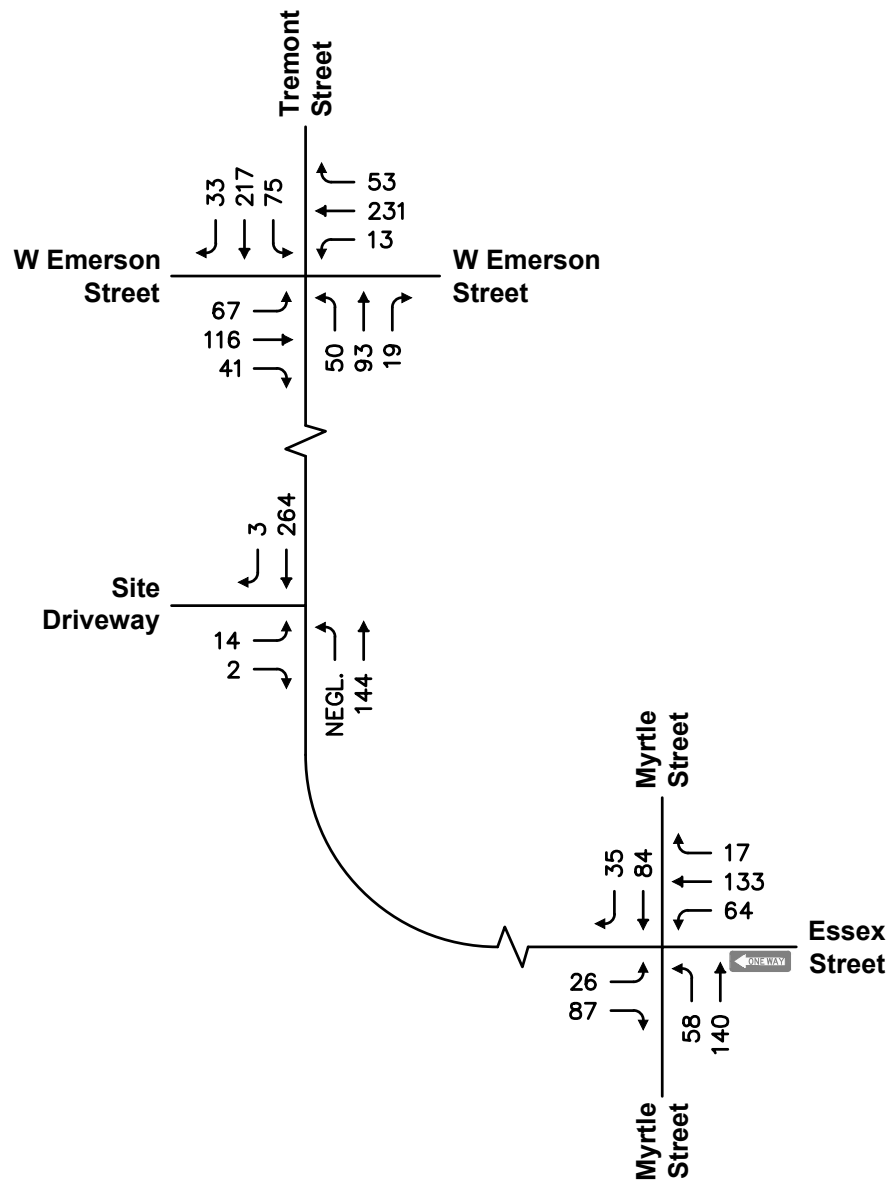 Tremont
Street
33
217
75
53
231
13
W Emerson
Street
W Emerson
Street
67
116
41
50
93
19
3
264
Site
Driveway
14
2
NEGL.
144
Myrtle
Street
35
84
17
133
64
Essex
Street
ONE WAY
26
87
58
140
Myrtle
Street